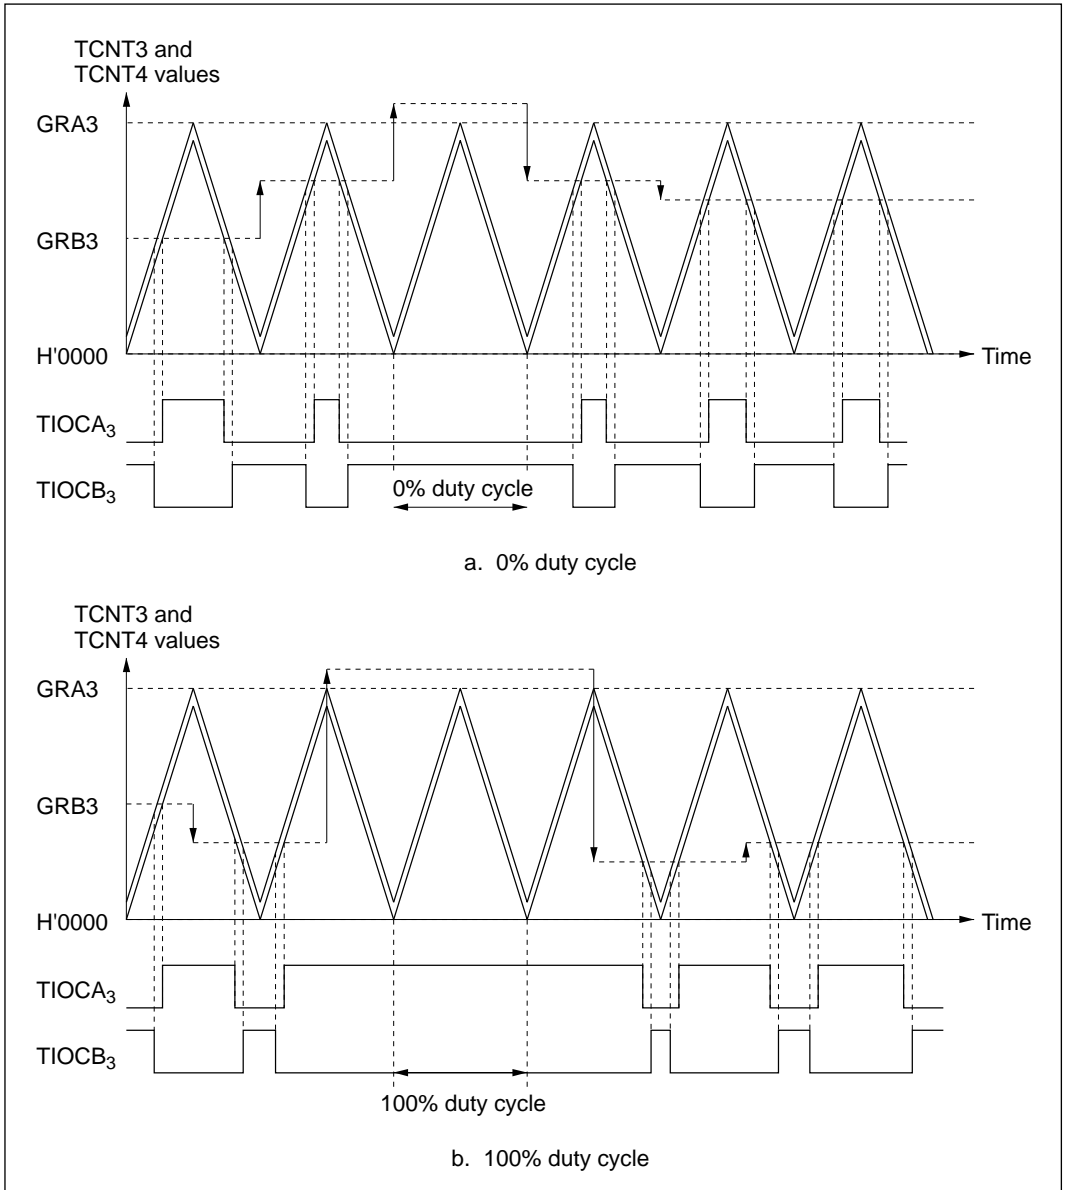 TCNT3 and
TCNT4 values
GRA3
GRB3
H'0000
Time
TIOCA3
TIOCB3
0% duty cycle
a. 0% duty cycle
TCNT3 and
TCNT4 values
GRA3
GRB3
H'0000
Time
TIOCA3
TIOCB3
100% duty cycle
b. 100% duty cycle